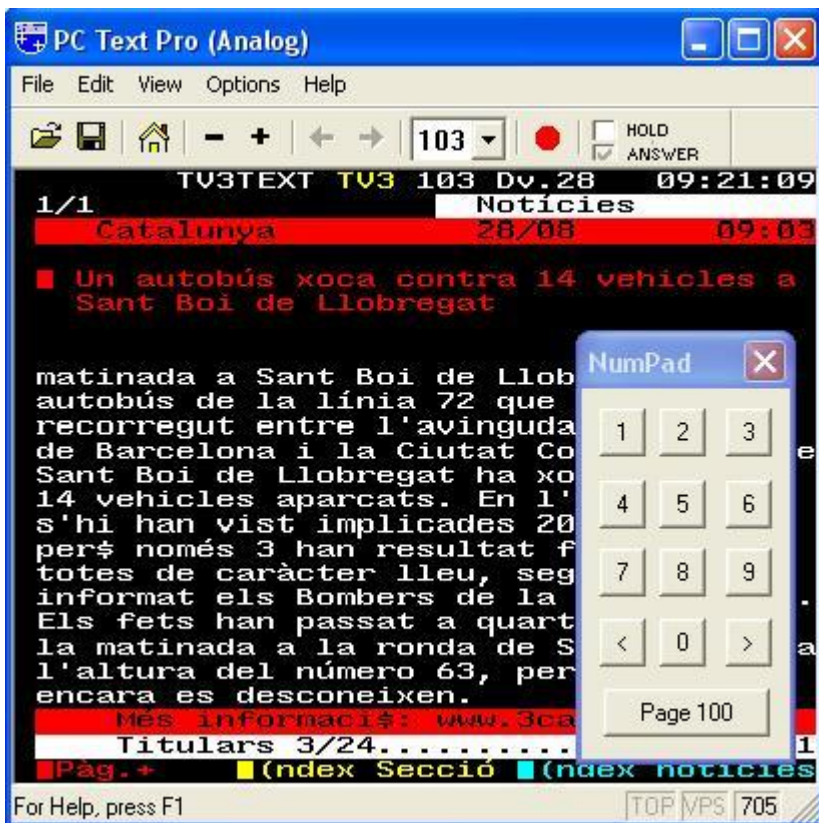 PC Text Pro (Analog)
File Edit View Options Help
103 HOLD
ANSWER
TV3TEXT TV3 103 Dv.28 09:21:09
1/1 Notícies
Catalunya 28/08 09:03
Un autobús xoca contra 14 vehicles a
Sant Boi de Llobregat
matinada a Sant Boi de Llob
autobús de la línia 72 que
recorregut entre l'avinguda
de Barcelona i la Ciutat Co e
Sant Boi de Llobregat ha xo
14 vehicles aparcats. En l'
s'hi han vist implicades 20
per$ només 3 han resultat f
totes de caràcter lleu, seg
informat els Bombers de la .
Els fets han passat a quart
la matinada a la ronda de S a
l'altura del número 63, per
encara es desconeixen.
Més informaci$: www.3ca
Titulars 3/24.......... 1
Pàg.+ (ndex Secció (ndex notícies
NumPad
1 2 3
4 5 6
7 8 9
< 0 >
Page 100
For Help, press F1 TOP VPS 705